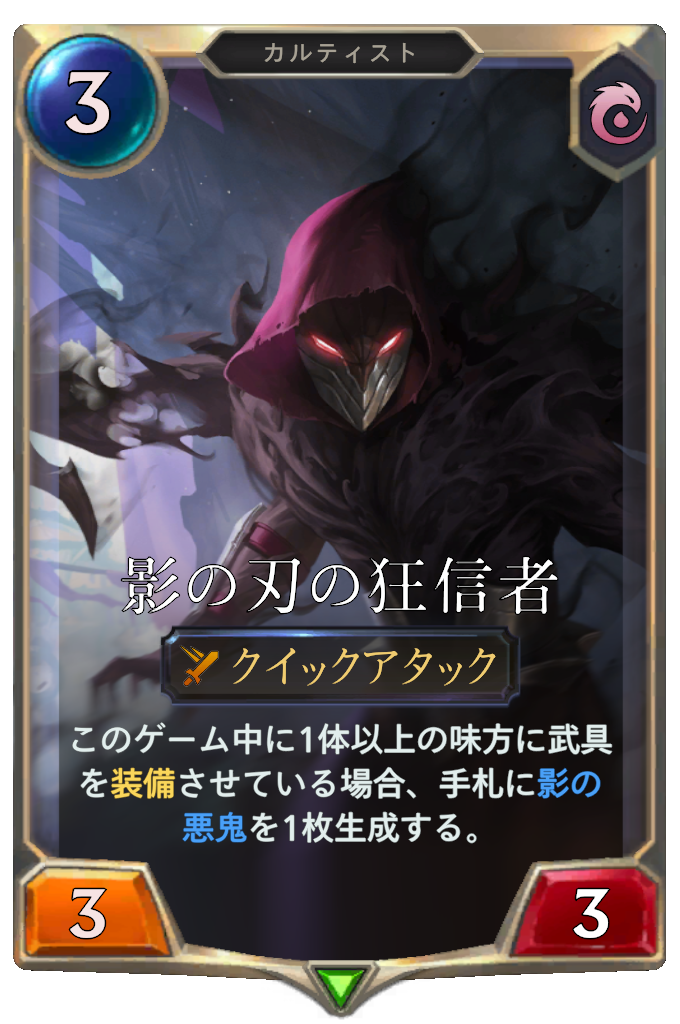 カルティスト
3
影の刃の狂信者
クイックアタック
このゲーム中に1体以上の味方に武具
を装備させている場合、手札に影の
悪鬼を1枚生成する。
3
3